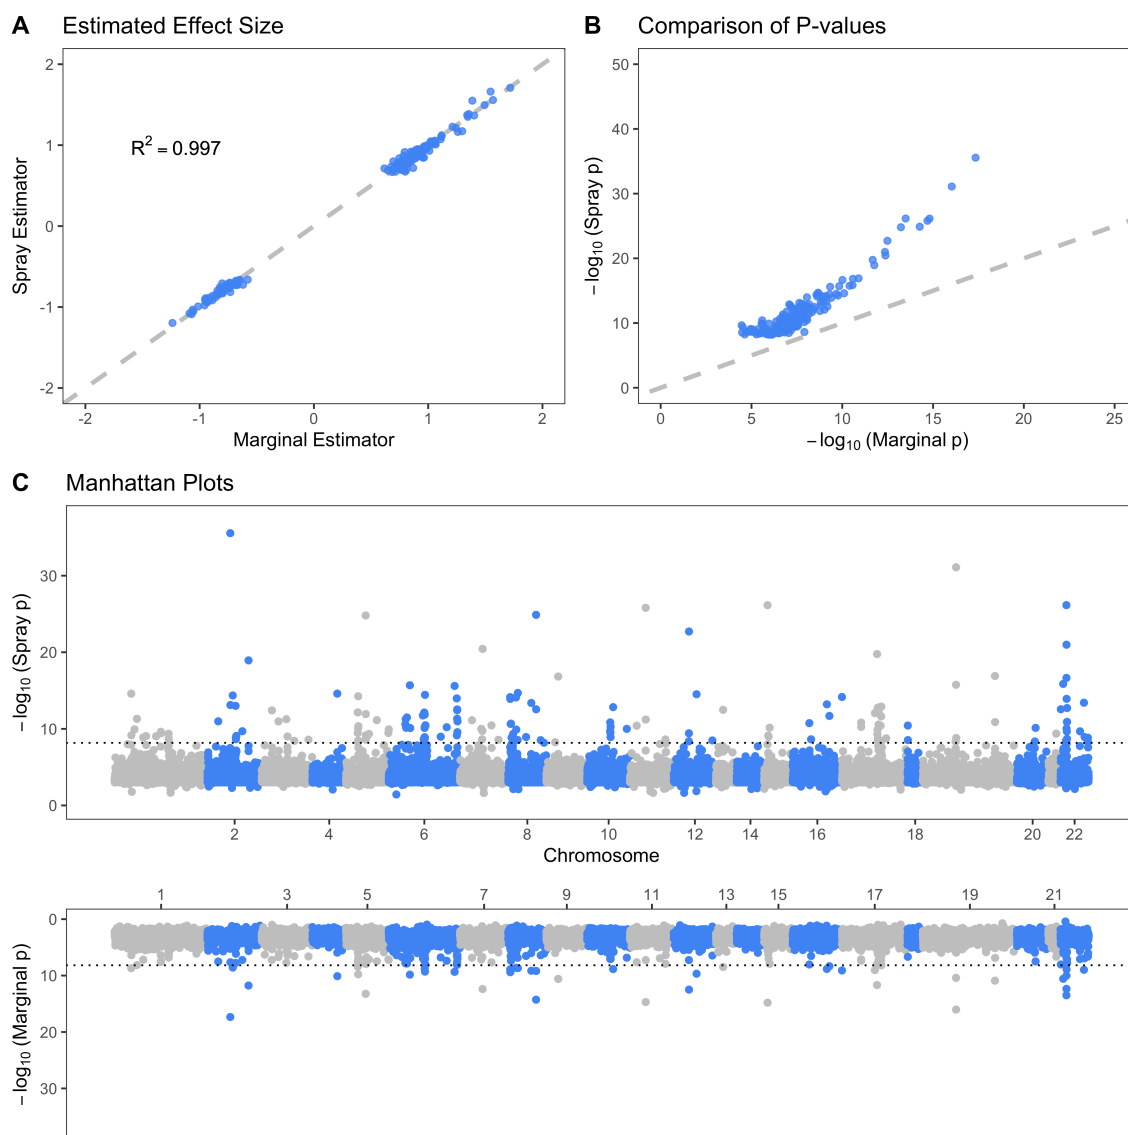 A Estimated Effect Size
B Comparison of P-values
Spray Estimator
2
1
0
-1
-2
R² = 0.997
-2 -1 0 1 2
Marginal Estimator
−log₁₀ (Spray p)
50
40
30
20
10
0
0 5 10 15 20 25
−log₁₀ (Marginal p)
C Manhattan Plots
−log₁₀ (Spray p)
30
20
10
0
2 4 6 8 10 12 14 16 18 20 22
Chromosome
1 3 5 7 9 11 13 15 17 19 21
−log₁₀ (Marginal p)
0
10
20
30